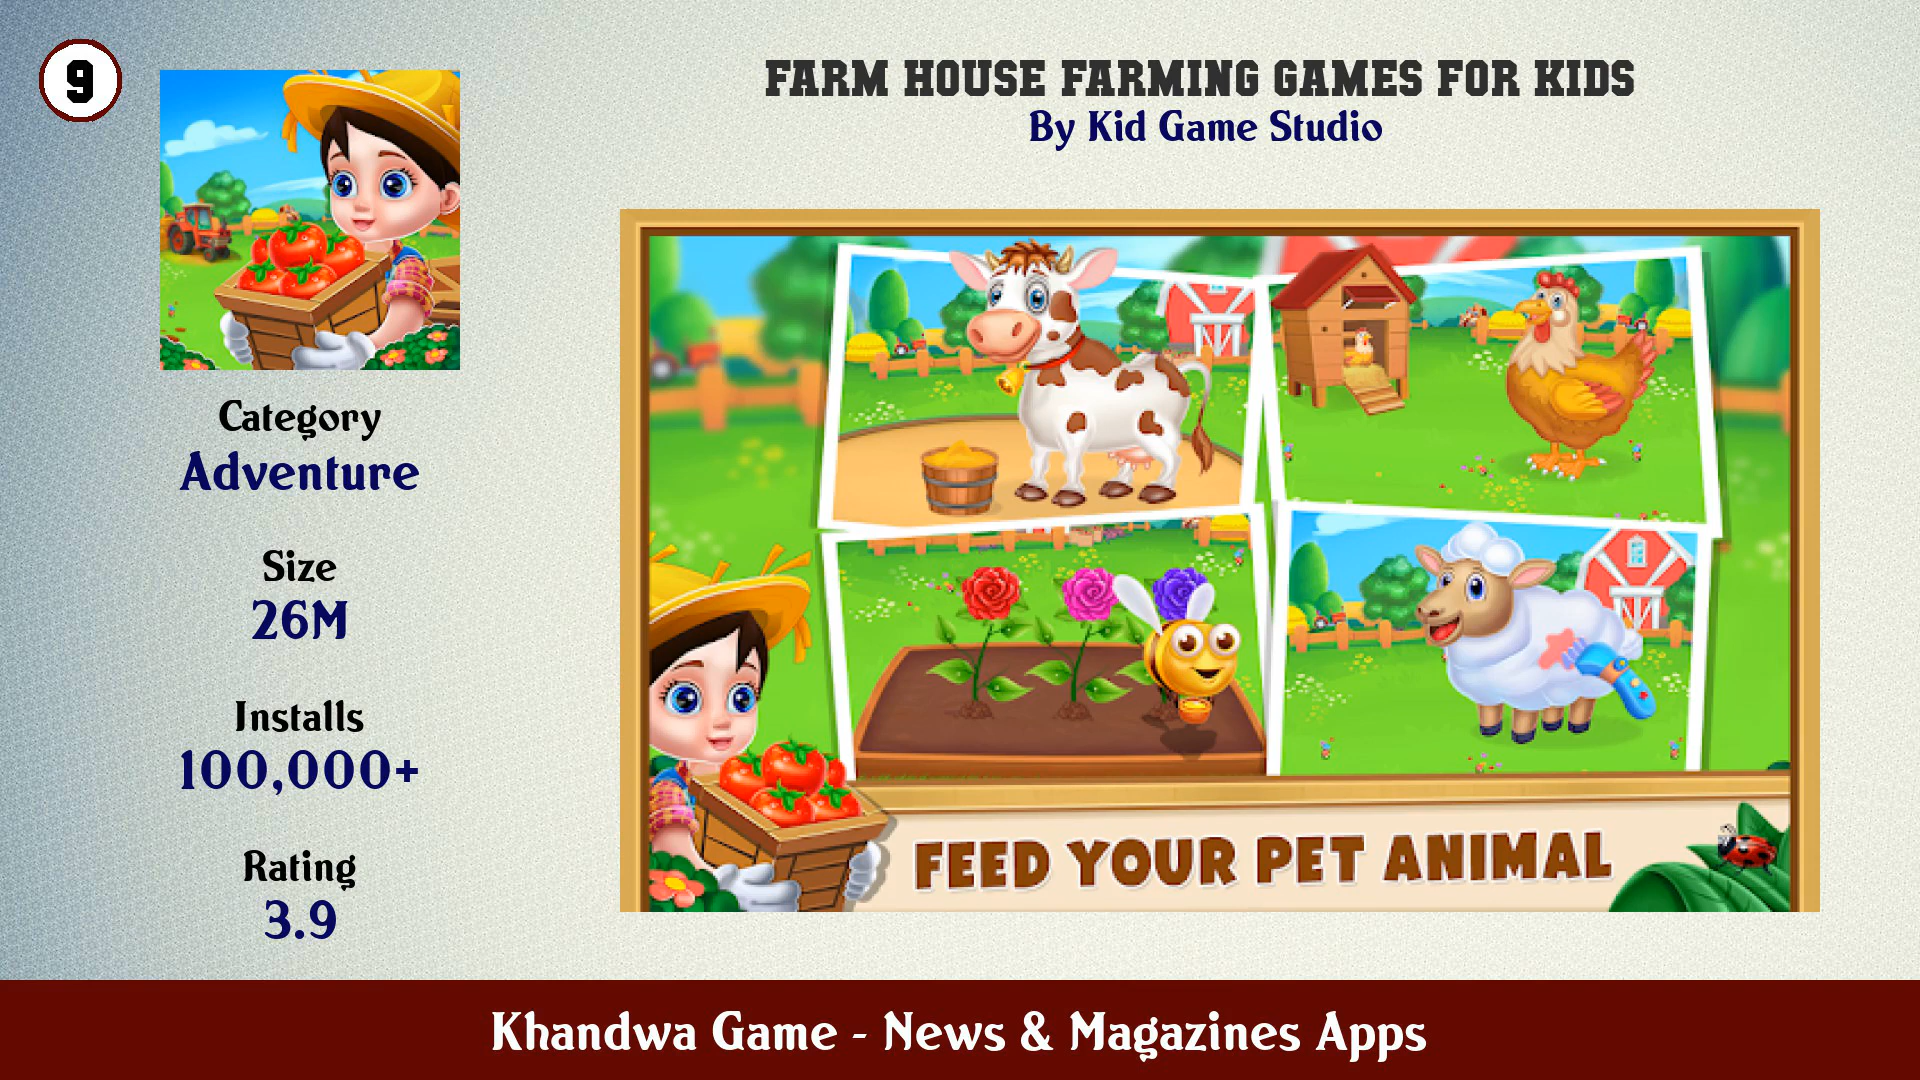 9
FARM HOUSE FARMING GAMES FOR KIDS
By Kid Game Studio
Category
Adventure
Size
26M
Installs
100,000+
Rating
3.9
FEED YOUR PET ANIMAL
Khandwa Game - News & Magazines Apps